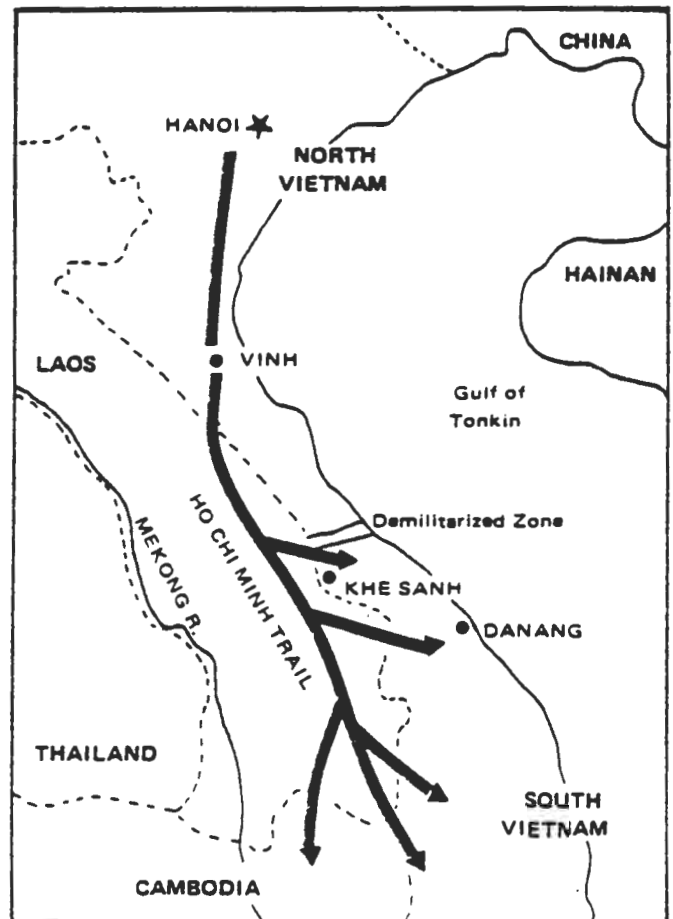 CHINA
HANOI
NORTH
VIETNAM
HAINAN
VINH
LAOS
Gulf of
Tonkin
HO CHI MINH TRAIL
MEKONG R.
Demilitarized Zone
KHE SANH
DANANG
THAILAND
SOUTH
VIETNAM
CAMBODIA